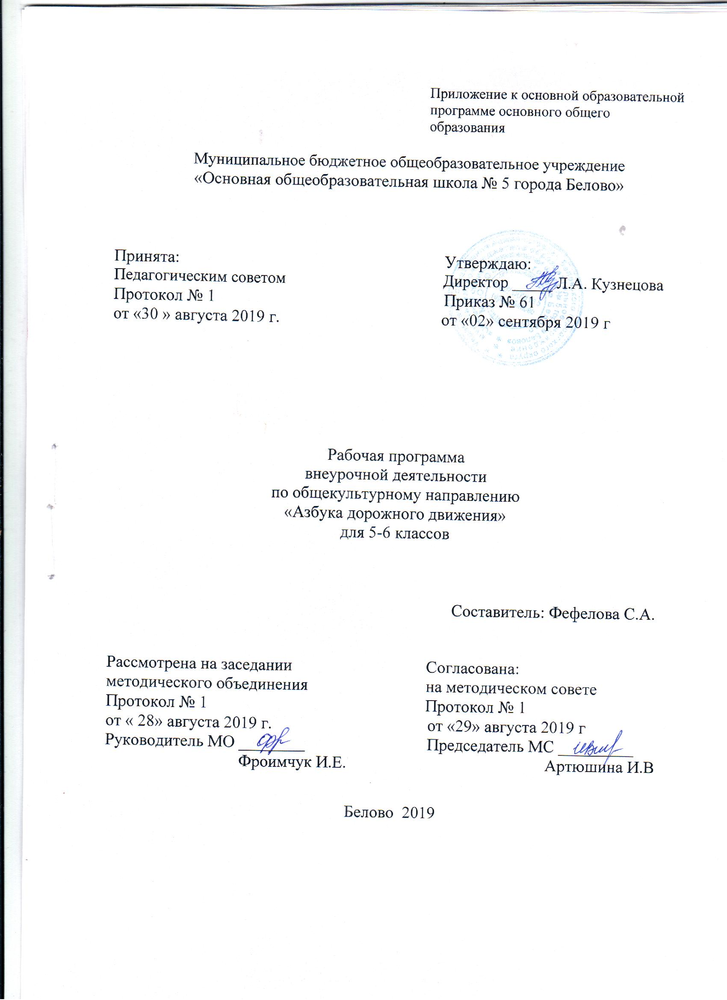 Приложение к основной образовательной
программе основного общего
образования
Муниципальное бюджетное общеобразовательное учреждение
«Основная общеобразовательная школа № 5 города Белово»
Принята:
Педагогическим советом
Протокол № 1
от «30 » августа 2019 г.
Утверждаю:
Директор ______Л.А. Кузнецова
Приказ № 61
от «02» сентября 2019 г
Рабочая программа
внеурочной деятельности
по общекультурному направлению
«Азбука дорожного движения»
для 5-6 классов
Составитель: Фефелова С.А.
Рассмотрена на заседании
методического объединения
Протокол № 1
от « 28» августа 2019 г.
Руководитель МО ________
Фроимчук И.Е.
Согласована:
на методическом совете
Протокол № 1
от «29» августа 2019 г
Председатель МС _________
Артюшина И.В
Белово  2019